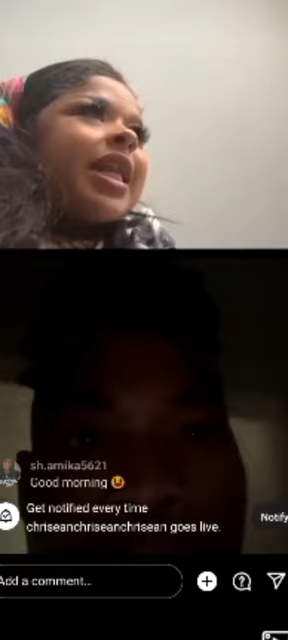 sh.amika5621
Good morning
Get notified every time
chriseanchriseanchrisean goes live.
Notify
Add a comment...